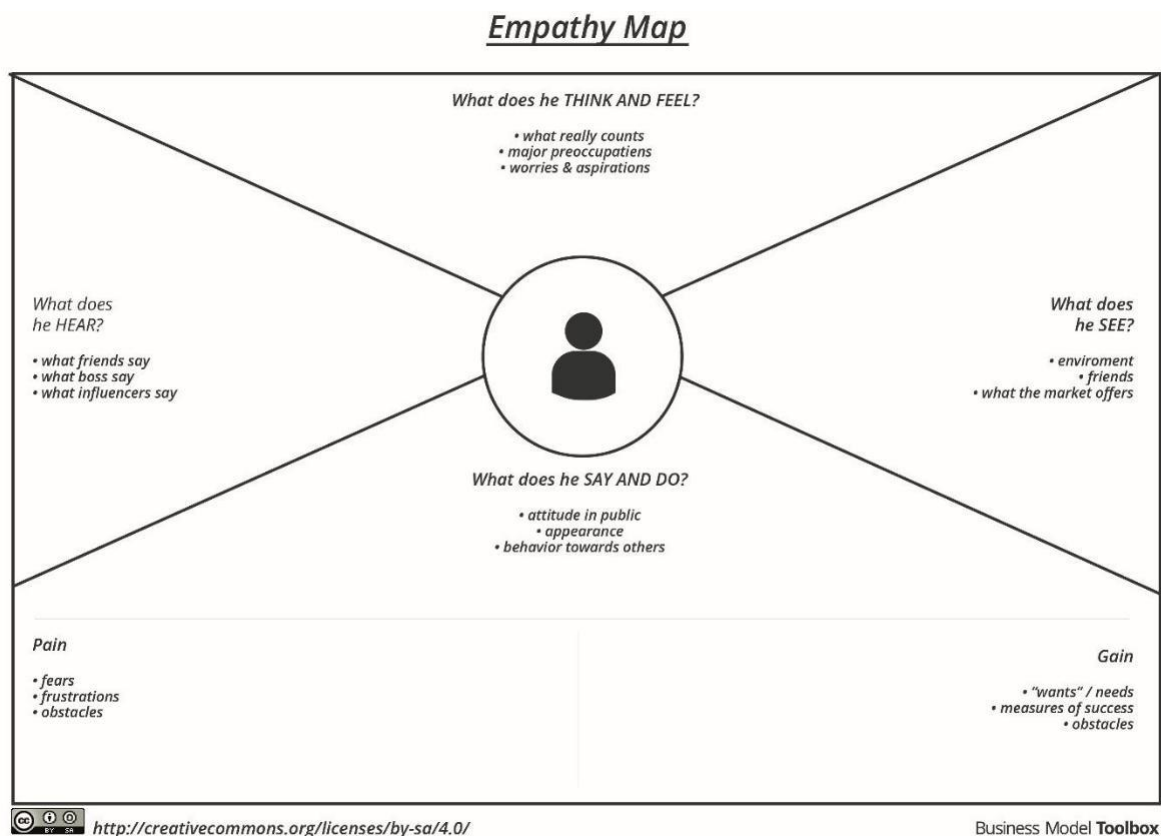 Empathy Map
What does he THINK AND FEEL?
• what really counts
• major preoccupatiens
• worries & aspirations
What does
he HEAR?
• what friends say
• what boss say
• what influencers say
What does
he SEE?
• enviroment
• friends
• what the market offers
What does he SAY AND DO?
• attitude in public
• appearance
• behavior towards others
Pain
• fears
• frustrations
• obstacles
Gain
• “wants” / needs
• measures of success
• obstacles
cc BY SA
http://creativecommons.org/licenses/by-sa/4.0/
Business Model Toolbox